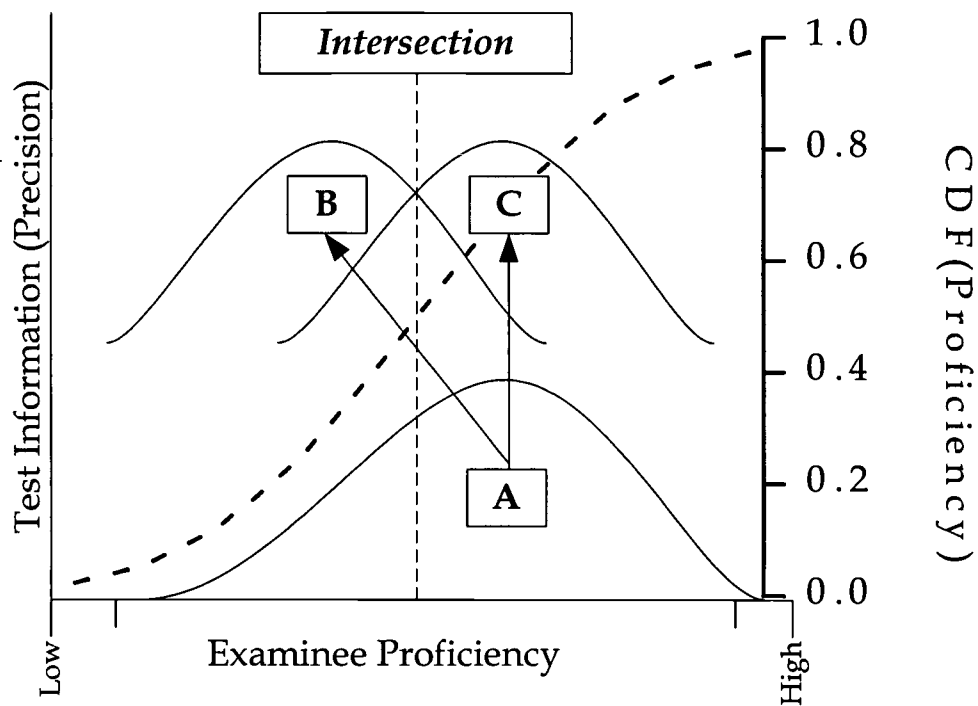 Intersection
Test Information (Precision)
B
C
A
1.0
0.8
0.6
0.4
0.2
0.0
CDF(Proficiency)
Low
Examinee Proficiency
High